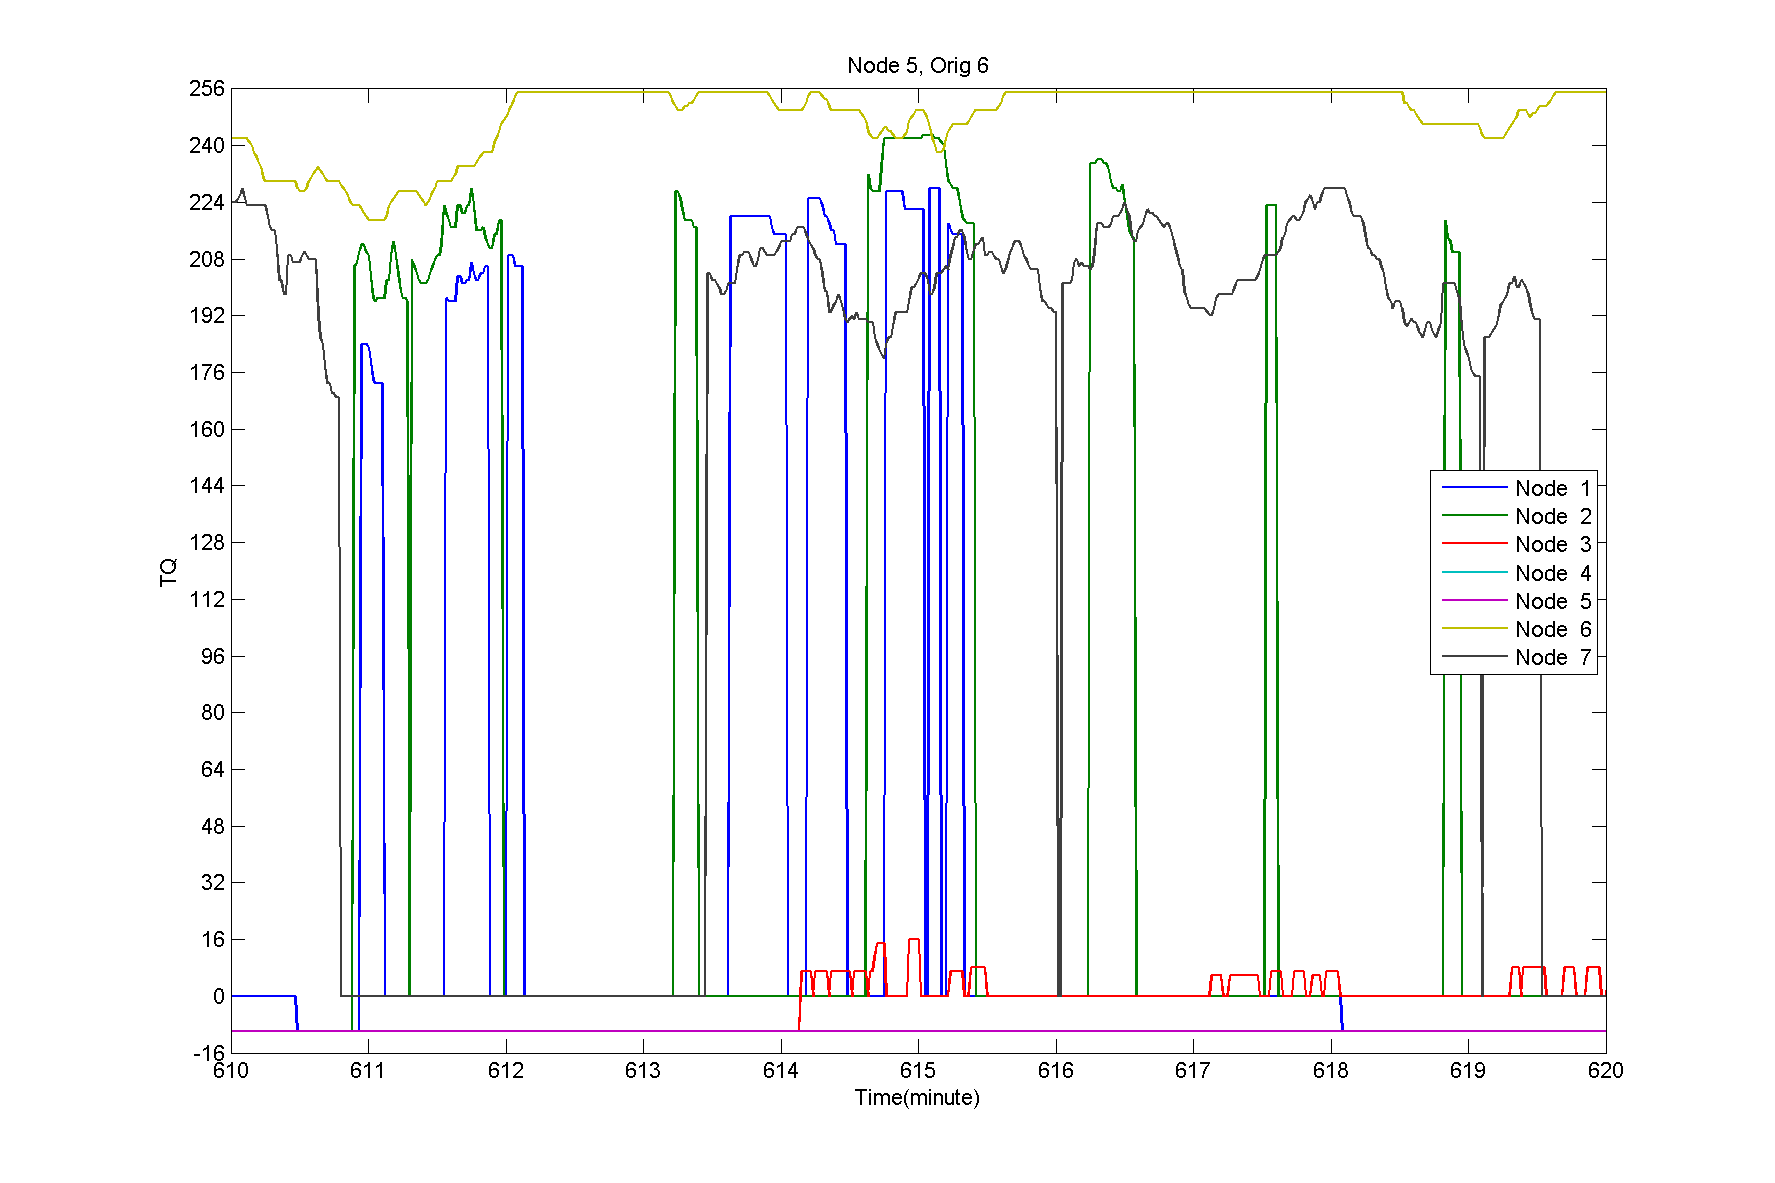 Node 5, Orig 6
256
240
224
208
192
176
160
144
128
112
96
80
64
48
32
16
0
-16
TQ
Node 1
Node 2
Node 3
Node 4
Node 5
Node 6
Node 7
610 611 612 613 614 615 616 617 618 619 620
Time(minute)